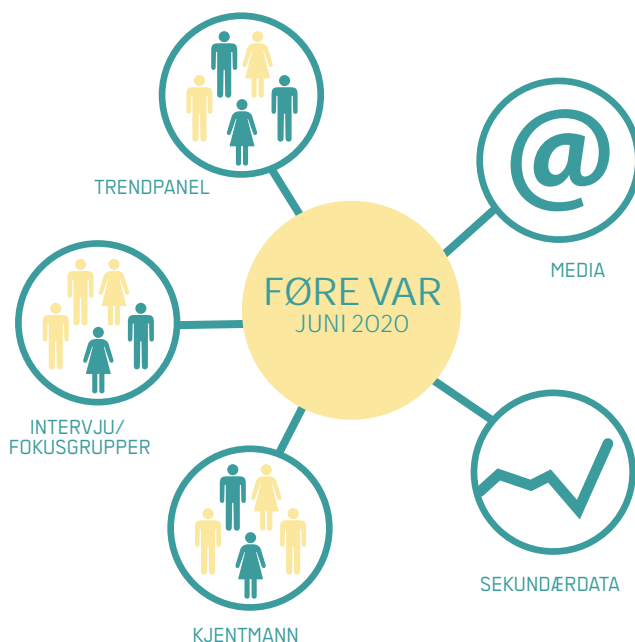 TRENDPANEL
@
MEDIA
FØRE VAR
JUNI 2020
INTERVJU/
FOKUSGRUPPER
SEKUNDÆRDATA
KJENTMANN